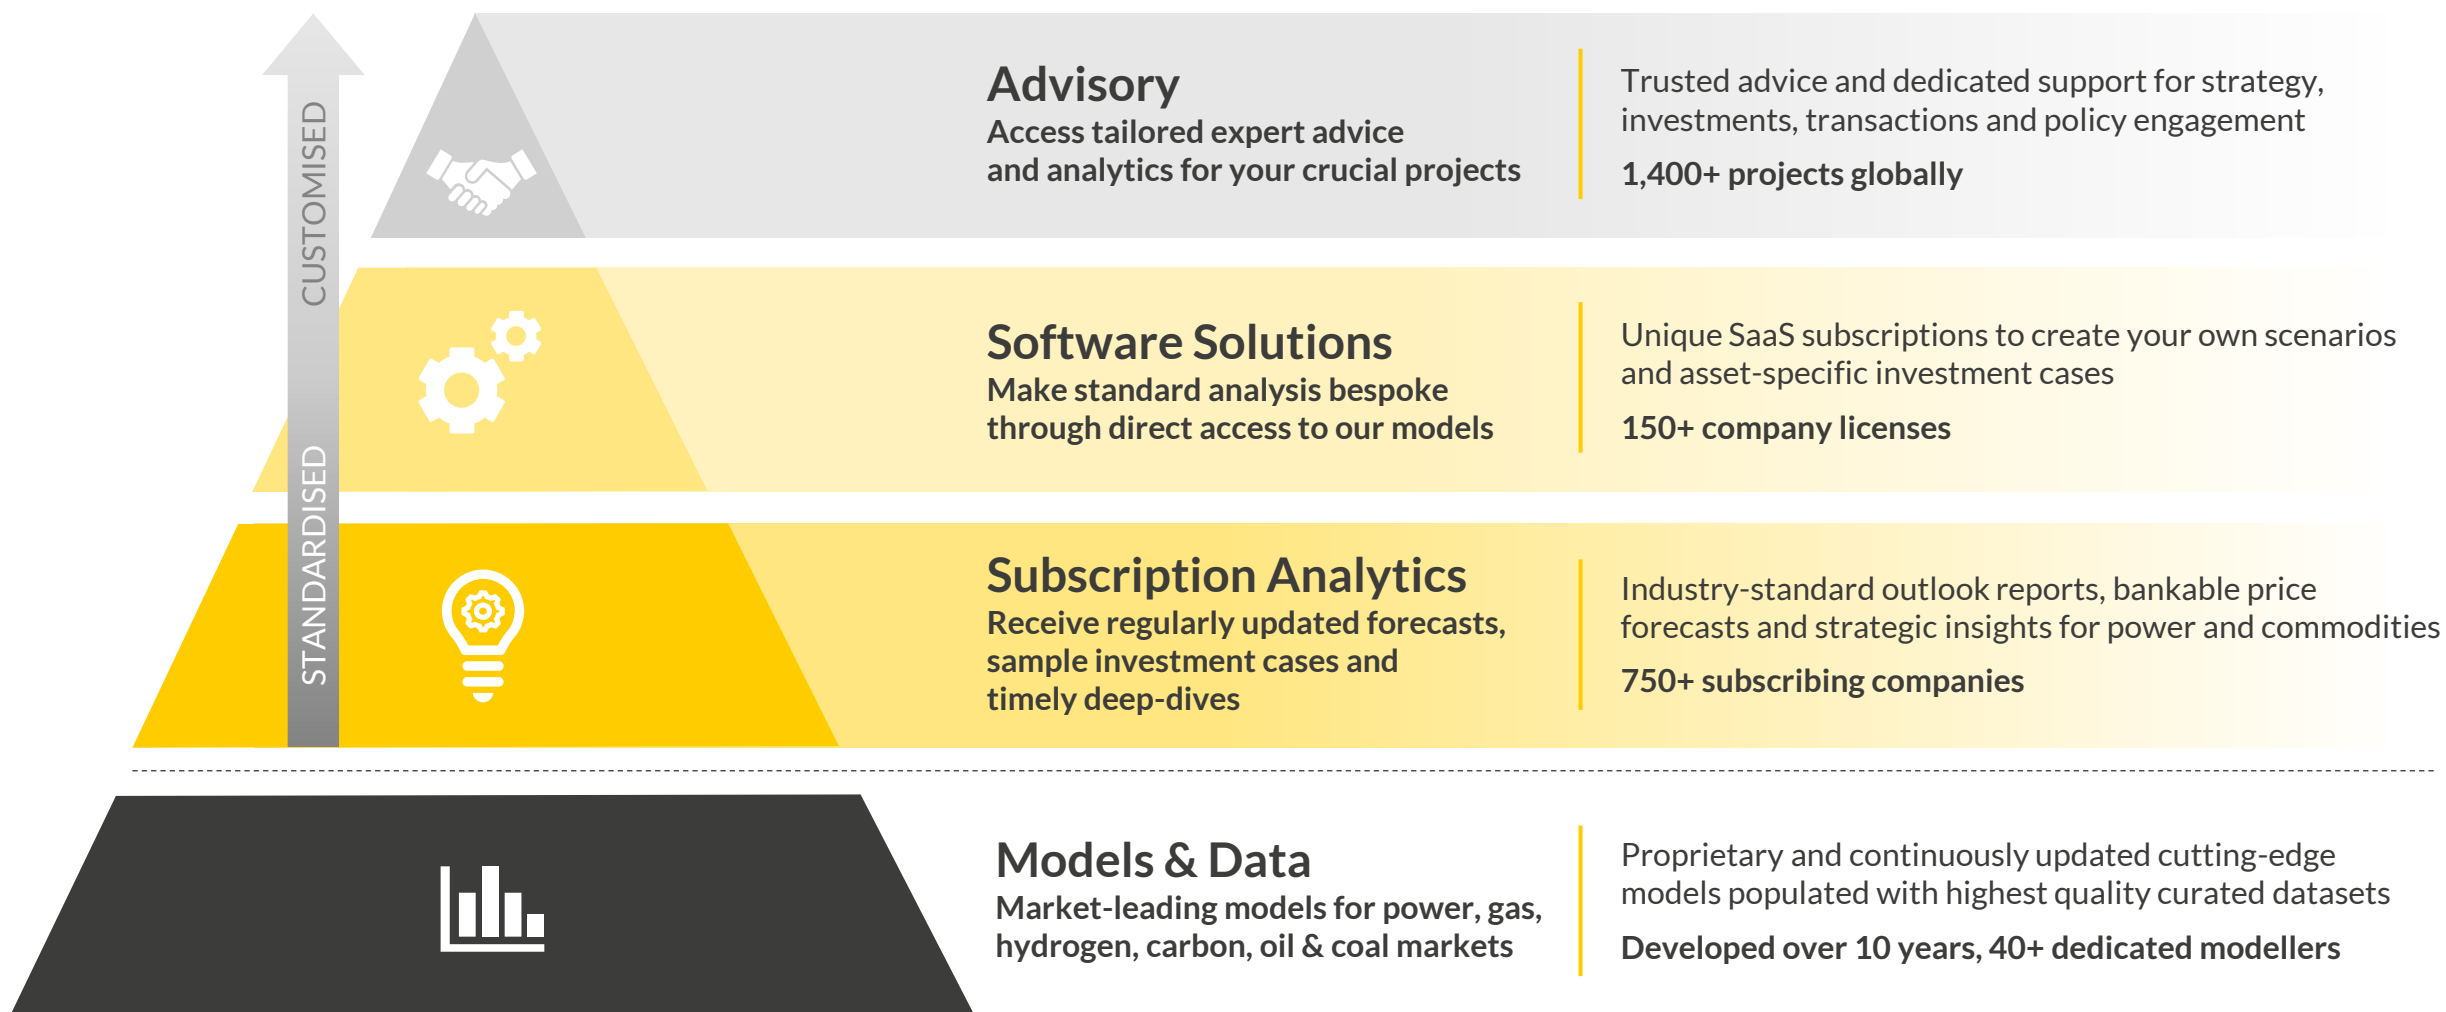 CUSTOMISED
STANDARDISED
Advisory
Access tailored expert advice
and analytics for your crucial projects
Trusted advice and dedicated support for strategy,
investments, transactions and policy engagement
1,400+ projects globally
Software Solutions
Make standard analysis bespoke
through direct access to our models
Unique SaaS subscriptions to create your own scenarios
and asset-specific investment cases
150+ company licenses
Subscription Analytics
Receive regularly updated forecasts,
sample investment cases and
timely deep-dives
Industry-standard outlook reports, bankable price
forecasts and strategic insights for power and commodities
750+ subscribing companies
Models & Data
Market-leading models for power, gas,
hydrogen, carbon, oil & coal markets
Proprietary and continuously updated cutting-edge
models populated with highest quality curated datasets
Developed over 10 years, 40+ dedicated modellers